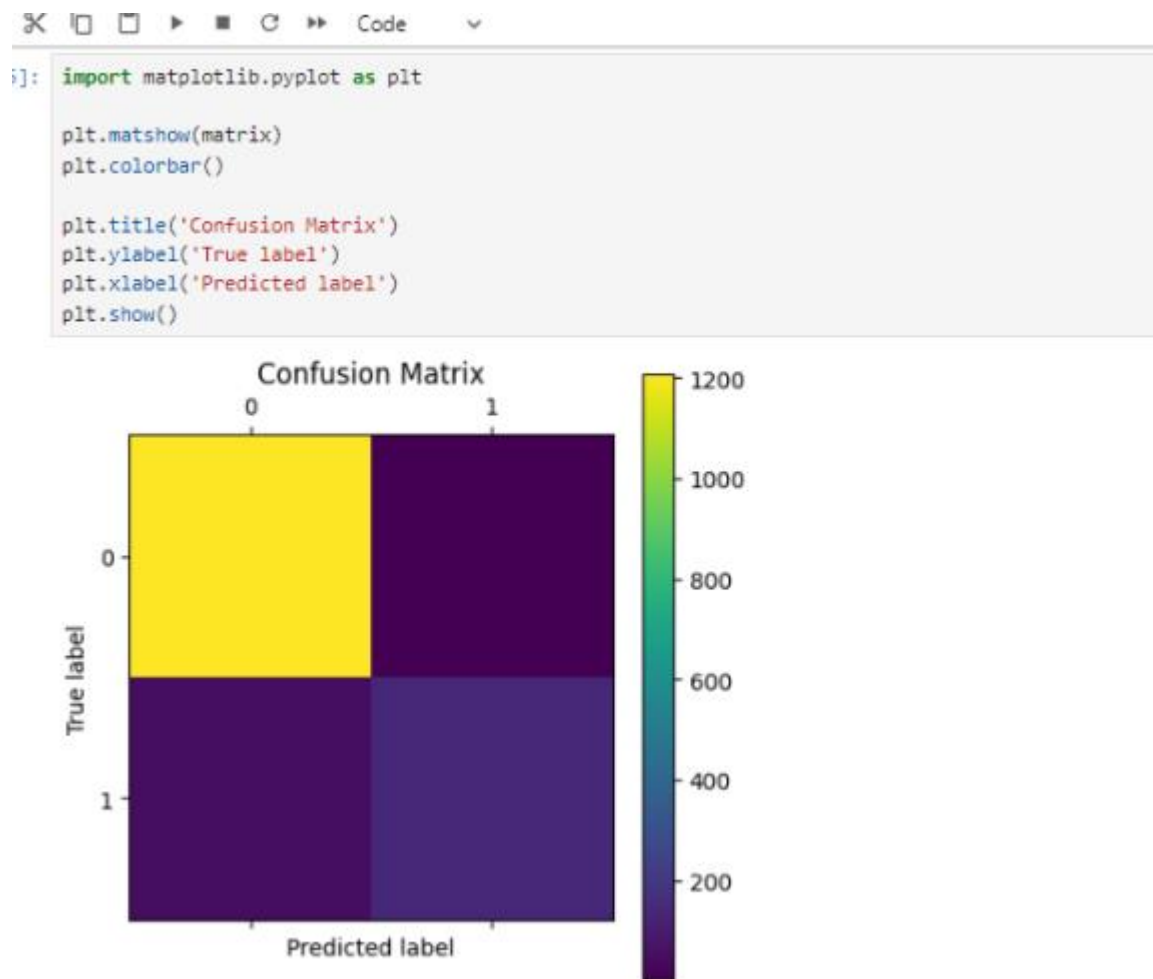 Code
5]: import matplotlib.pyplot as plt
plt.matshow(matrix)
plt.colorbar()
plt.title('Confusion Matrix')
plt.ylabel('True label')
plt.xlabel('Predicted label')
plt.show()
Confusion Matrix
0 1
0
1
True label
Predicted label
1200
1000
800
600
400
200